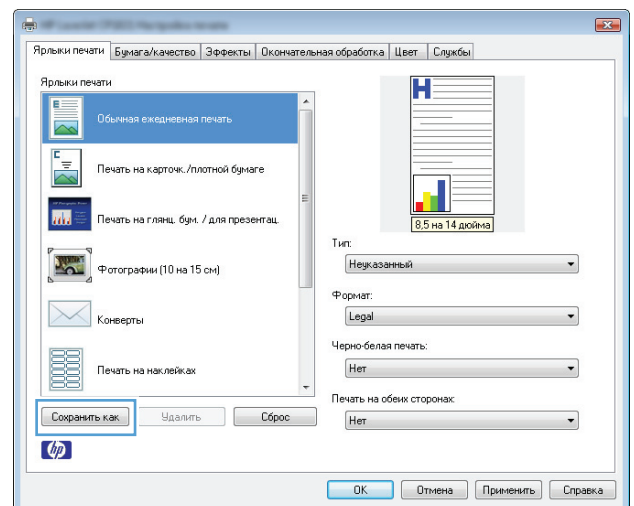 Ярлыки печати Бумага/качество Эффекты Окончательная обработка Цвет Службы
Ярлыки печати
Обычная ежедневная печать
Печать на карточк./плотной бумаге
Печать на глянц. бум. / для презентац.
Фотографии (10 на 15 см)
Конверты
Печать на наклейках
Сохранить как Удалить Сброс
8,5 на 14 дюйма
Тип:
Неуказанный
Формат:
Legal
Черно-белая печать:
Нет
Печать на обеих сторонах:
Нет
hp
OK Отмена Применить Справка